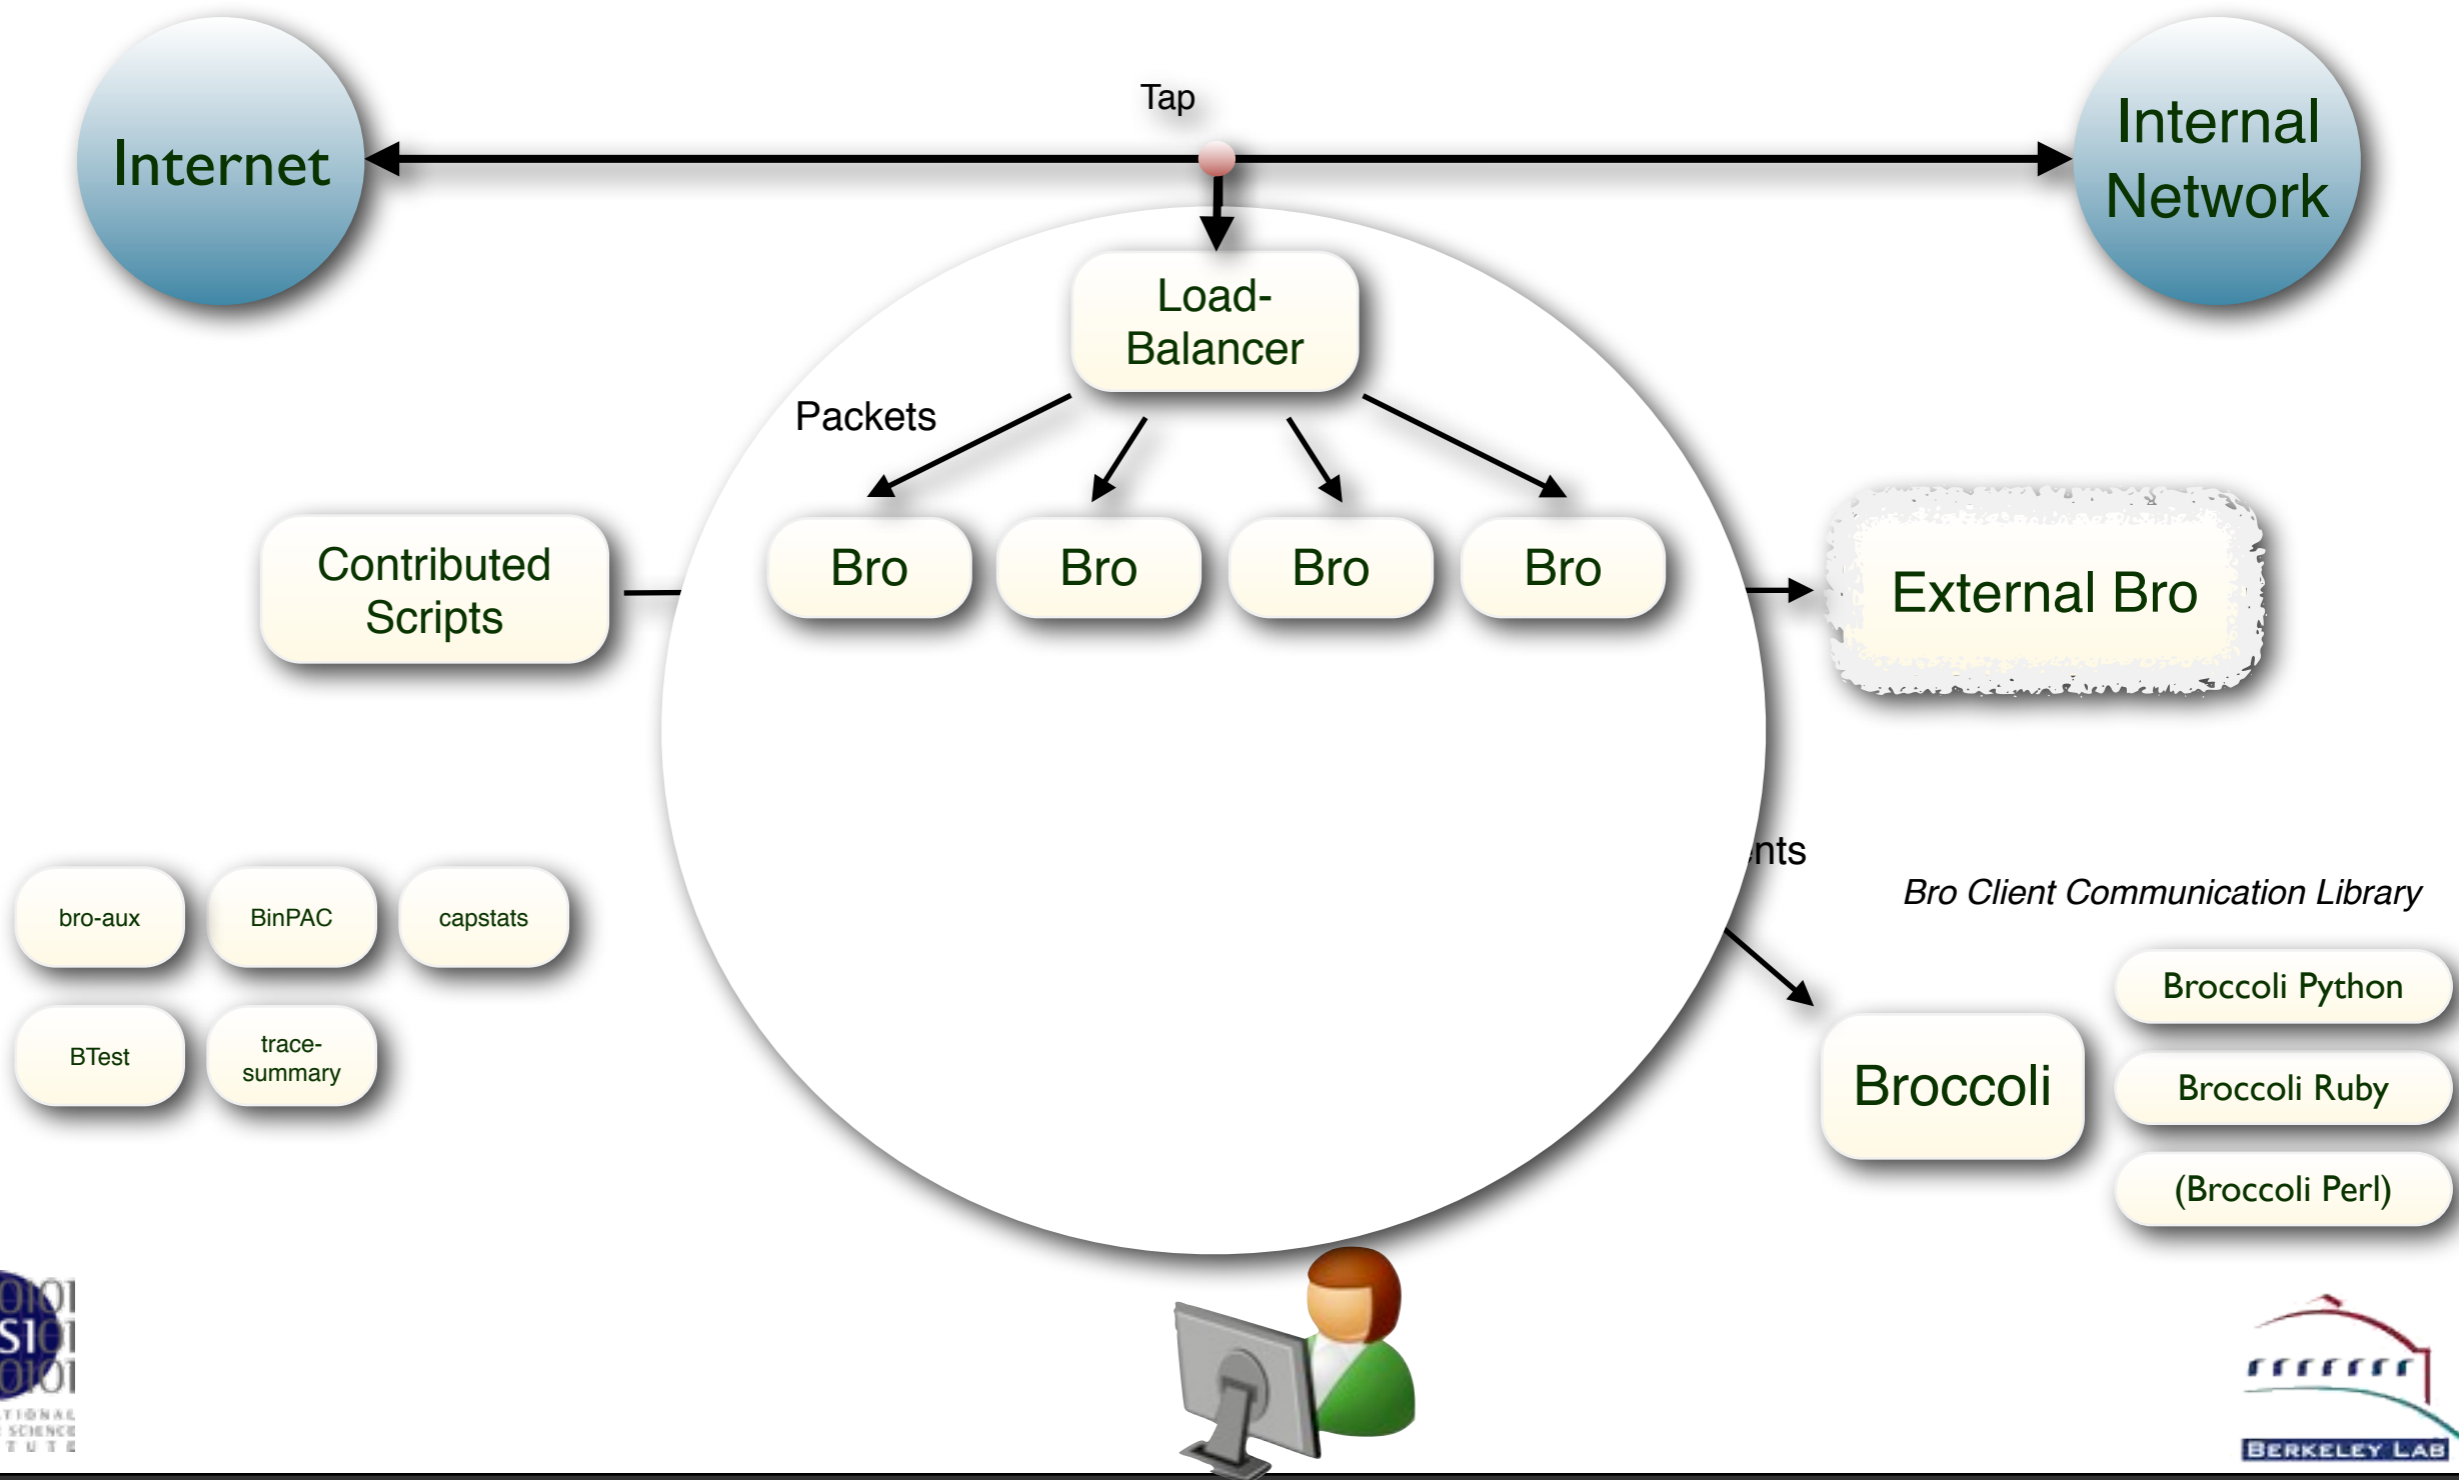 Tap
Internet
Internal
Network
Load-
Balancer
Packets
Bro
Bro
Bro
Bro
Contributed
Scripts
External Bro
nts
Bro Client Communication Library
bro-aux
BinPAC
capstats
BTest
trace-
summary
Broccoli
Broccoli Python
Broccoli Ruby
(Broccoli Perl)
BERKELEY LAB